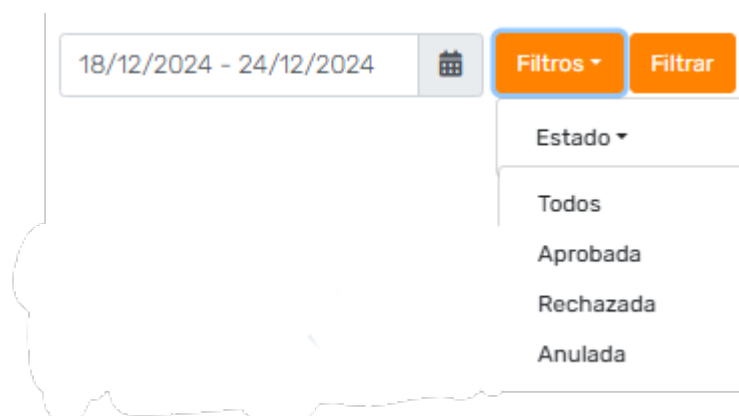 18/12/2024 - 24/12/2024 Filtros Filtrar
Estado
Todos
Aprobada
Rechazada
Anulada